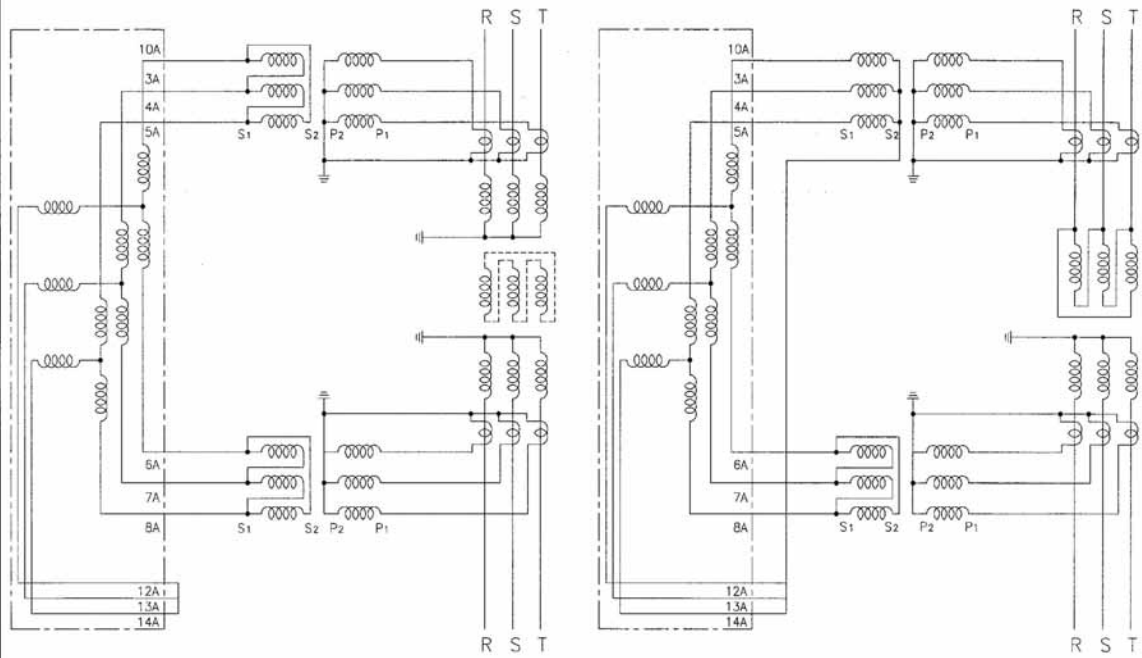 R S T
10A
3A
4A
5A
S1 S2 P2 P1
6A
7A
8A
S1 S2 P2 P1
12A
13A
14A
R S T
R S T
10A
3A
4A
5A
S1 S2 P2 P1
6A
7A
8A
S1 S2 P2 P1
12A
13A
14A
R S T